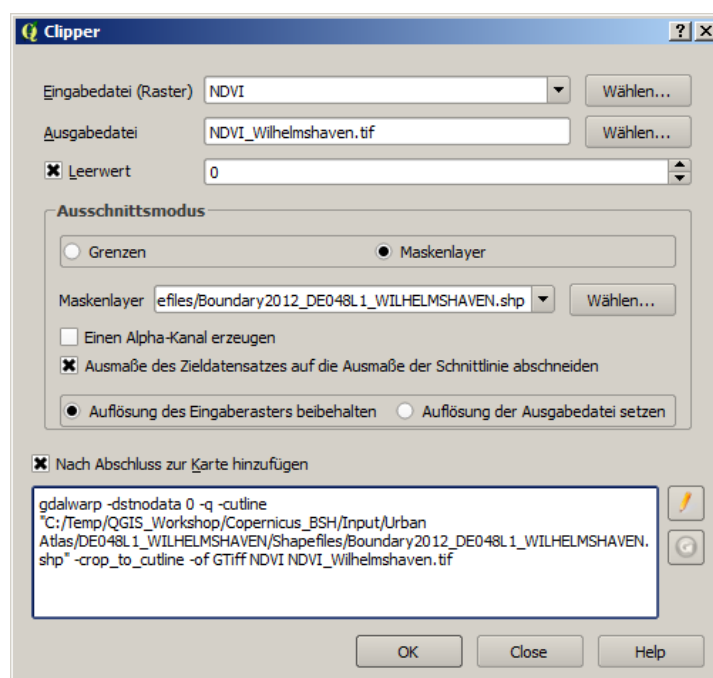 Clipper
Eingabedatei (Raster) NDVI Wählen...
Ausgabedatei NDVI_Wilhelmshaven.tif Wählen...
Leerwert 0
Ausschnittsmodus
Grenzen Maskenlayer
Maskenlayer efiles/Boundary2012_DE048L1_WILHELMSHAVEN.shp Wählen...
Einen Alpha-Kanal erzeugen
Ausmaße des Zieldatensatzes auf die Ausmaße der Schnittlinie abschneiden
Auflösung des Eingaberasters beibehalten Auflösung der Ausgabedatei setzen
Nach Abschluss zur Karte hinzufügen
gdalwarp -dstnodata 0 -q -cutline
"C:/Temp/QGIS_Workshop/Copernicus_BSH/Input/Urban
Atlas/DE048L1_WILHELMSHAVEN/Shapefiles/Boundary2012_DE048L1_WILHELMSHAVEN.
shp" -crop_to_cutline -of GTiff NDVI NDVI_Wilhelmshaven.tif
OK Close Help